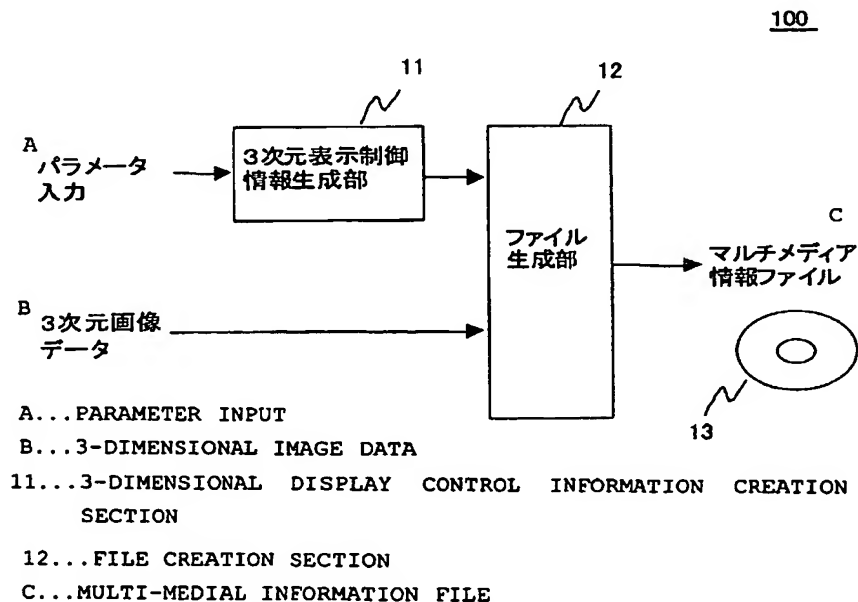 100
11
12
A
パラメータ
入力
3次元表示制御
情報生成部
ファイル
生成部
C
マルチメディア
情報ファイル
B
3次元画像
データ
13
A...PARAMETER INPUT
B...3-DIMENSIONAL IMAGE DATA
11...3-DIMENSIONAL DISPLAY CONTROL INFORMATION CREATION
SECTION
12...FILE CREATION SECTION
C...MULTI-MEDIAL INFORMATION FILE